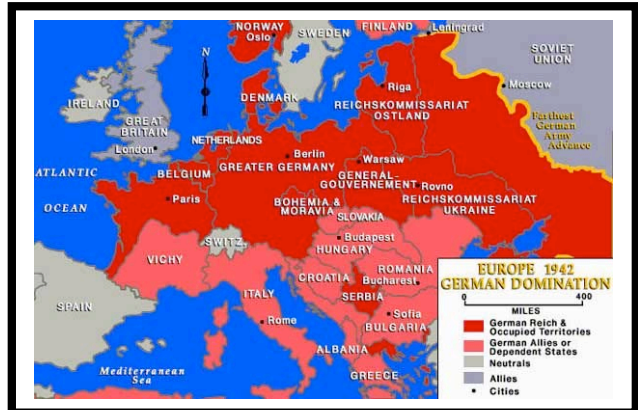 NORWAY
Oslo
SWEDEN
FINLAND
Leningrad
SOVIET
UNION
N
Riga
Moscow
DENMARK
REICHSKOMMISSARIAT
OSTLAND
IRELAND
GREAT
BRITAIN
Farthest
German
Army
Advance
NETHERLANDS
London
Berlin
Warsaw
GREATER GERMANY
ATLANTIC
OCEAN
BELGIUM
GENERAL-
GOUVERNEMENT
Rovno
Paris
BOHEMIA
& MORAVIA
REICHSKOMMISSARIAT
UKRAINE
SLOVAKIA
SWITZ.
Budapest
HUNGARY
VICHY
CROATIA
ROMANIA
Bucharest
SERBIA
ITALY
SPAIN
Rome
Sofia
BULGARIA
ALBANIA
GREECE
Mediterranean
Sea
EUROPE 1942
GERMAN DOMINATION
0 400
MILES
German Reich &
Occupied Territories
German Allies or
Dependent States
Neutrals
Allies
Cities